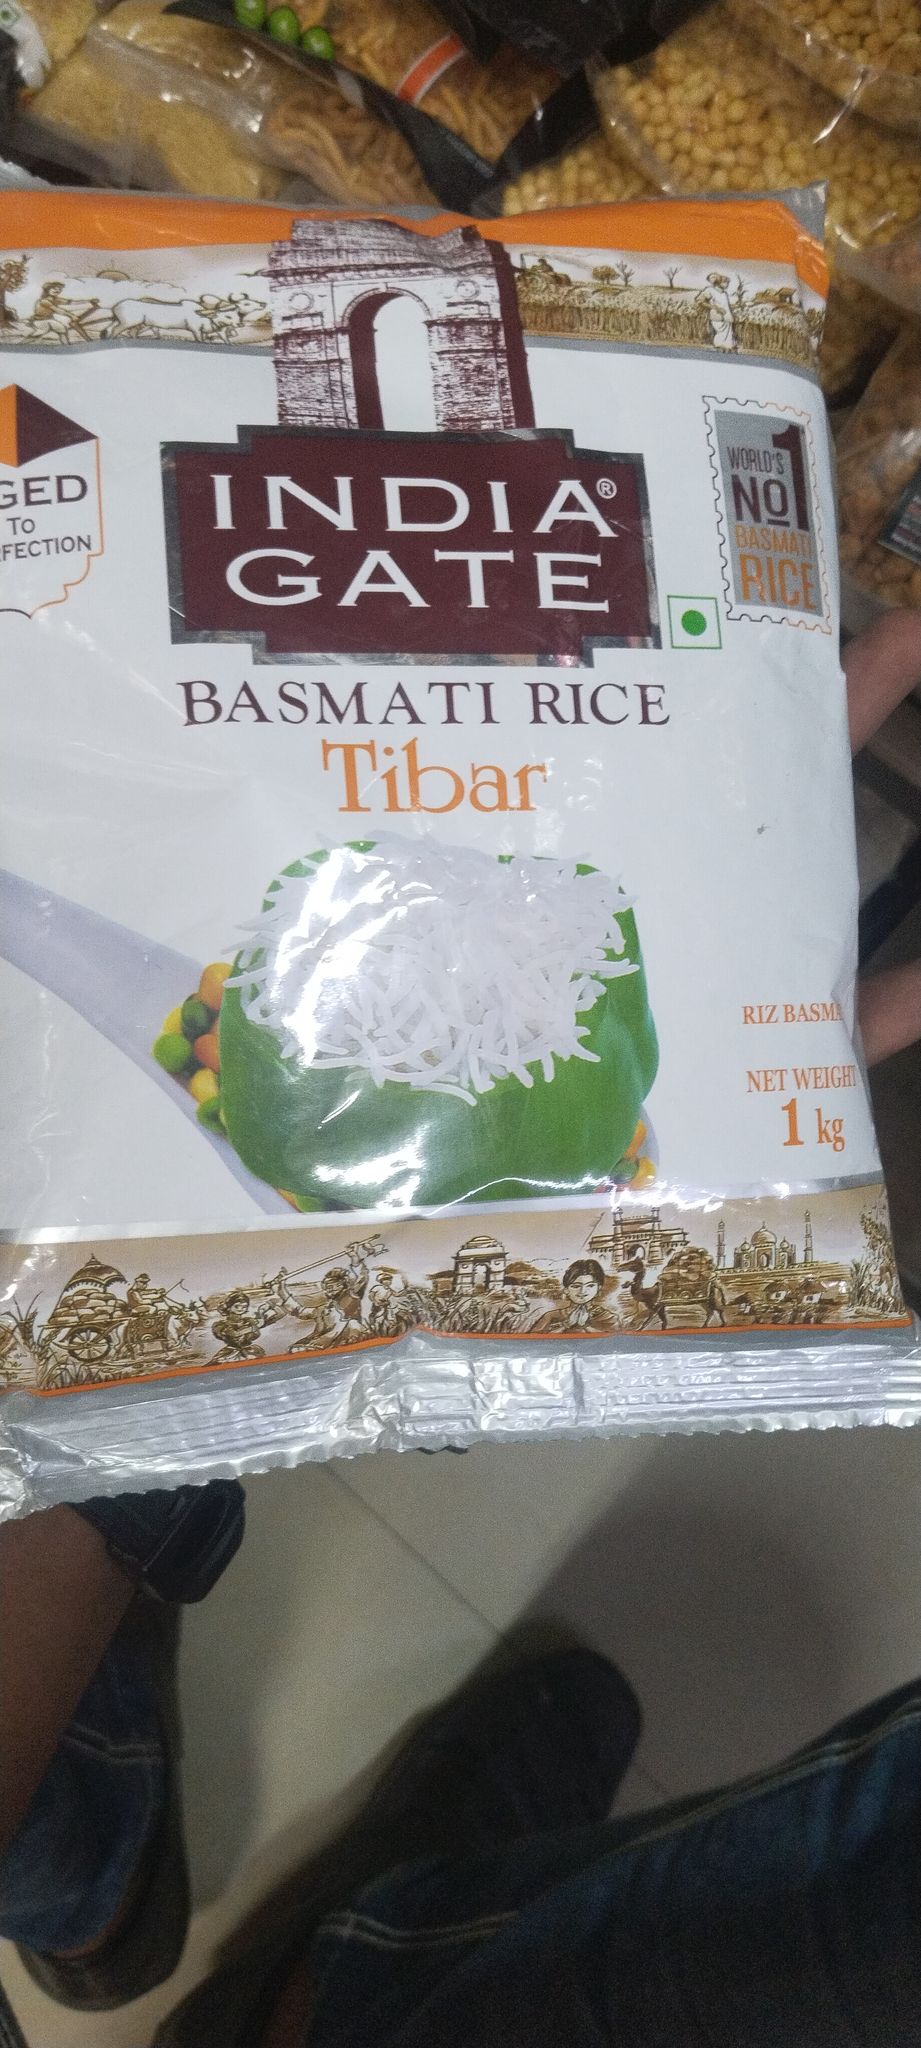 GED
TO
FECTION
INDIA®
GATE
WORLD'S
NO 1
BASMATI
RICE
BASMATI RICE
Tibar
RIZ BASMA
NET WEIGHT
1 kg